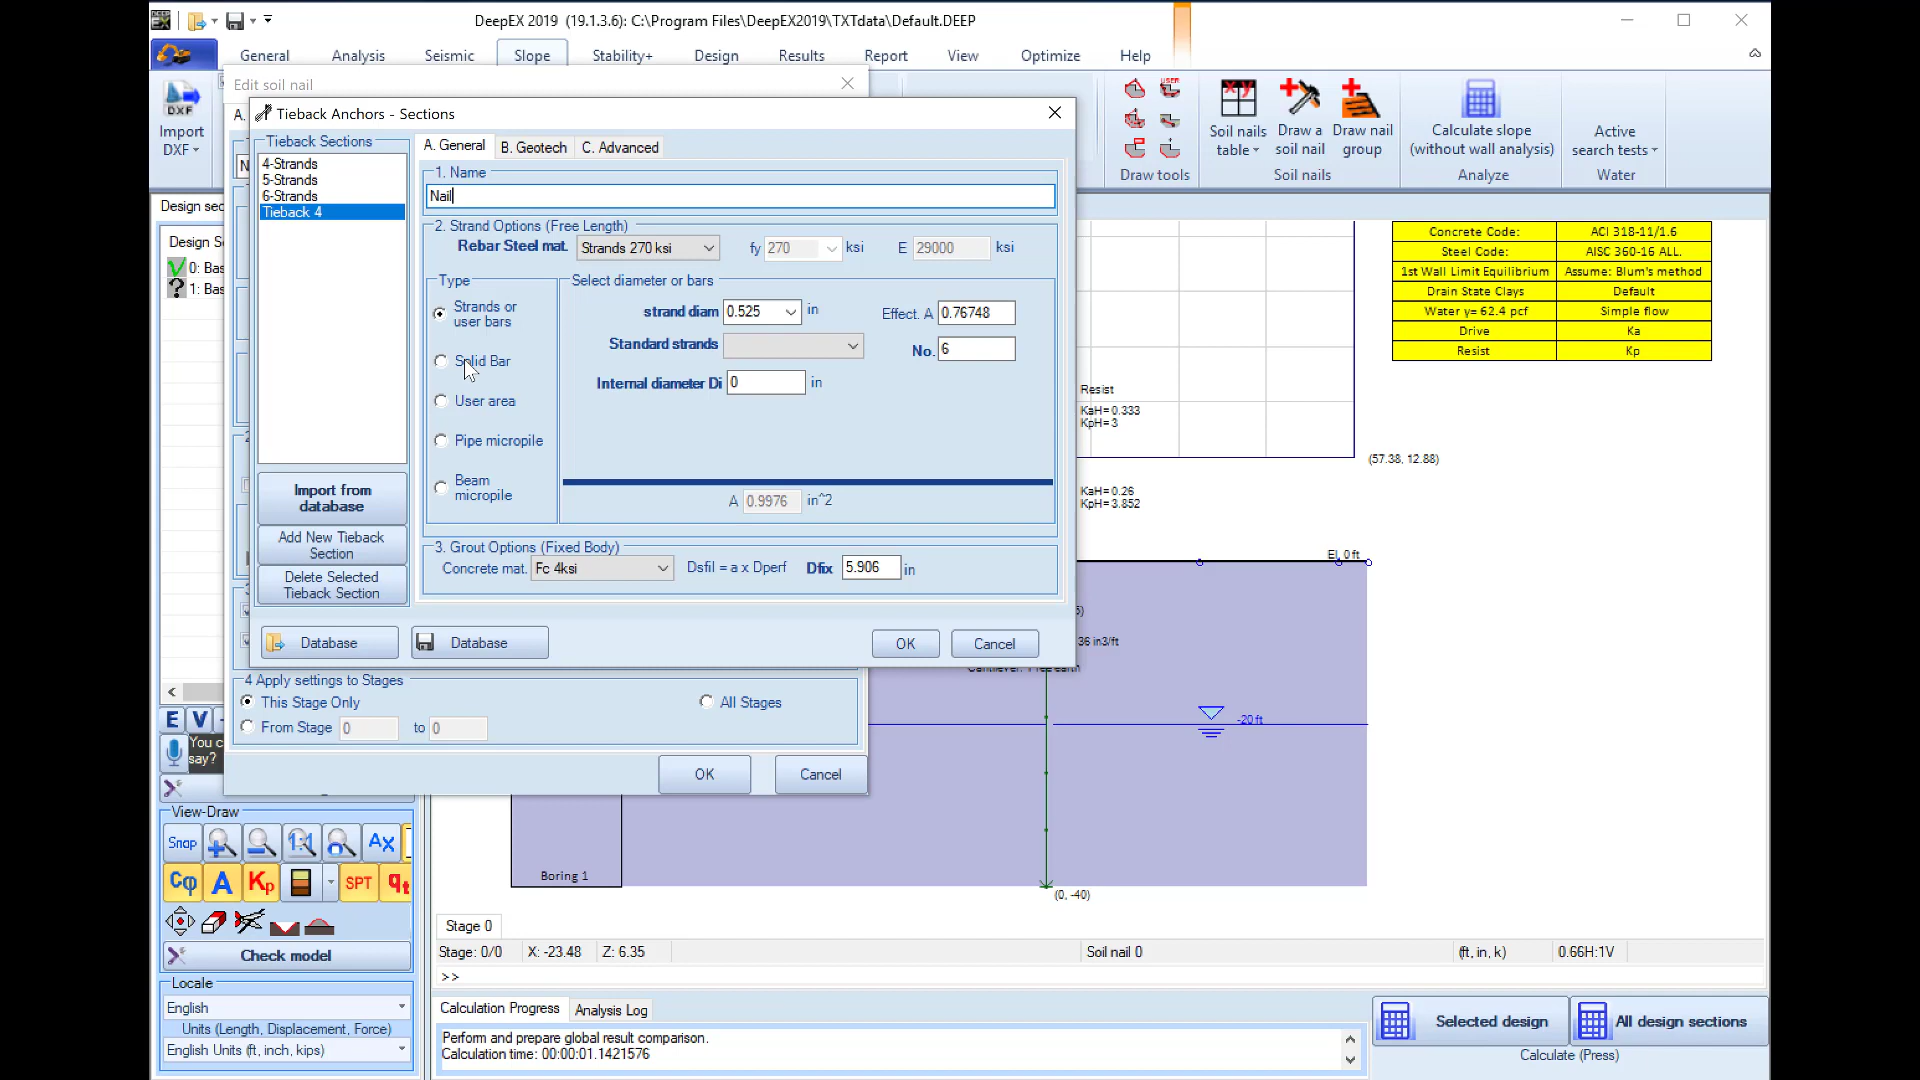 DeepEX 2019 (19.1.3.6): C:\Program Files\DeepEX2019\TXTdata\Default.DEEP
General Analysis Seismic Slope Stability+ Design Results Report View Optimize Help
DXF
Import
DXF
Edit soil nail
A.
Tieback Anchors - Sections
Tieback Sections
4-Strands
5-Strands
6-Strands
Tieback 4
Import from
database
Add New Tieback
Section
Delete Selected
Tieback Section
A. General B. Geotech C. Advanced
1. Name
Nail
2. Strand Options (Free Length)
Rebar Steel mat. Strands 270 ksi fy 270 ksi E 29000 ksi
Type
Strands or
user bars
Solid Bar
User area
Pipe micropile
Beam
micropile
Select diameter or bars
strand diam 0.525 in Effect. A 0.76748
Standard strands No. 6
Internal diameter Di 0 in
A 0.9976 in^2
3. Grout Options (Fixed Body)
Concrete mat. Fc 4ksi Dsfil = a x Dperf Dfix 5.906 in
Database Database OK Cancel
4 Apply settings to Stages
This Stage Only All Stages
From Stage 0 to 0
OK Cancel
USER
Draw tools
xy
Soil nails
table
Draw a
soil nail
Draw nail
group
Soil nails
Calculate slope
(without wall analysis)
Analyze
Active
search tests
Water
Design sec
Design S
0: Bas
1: Bas
E V
You c
say?
View-Draw
Snap 1:1 Ax
Cφ A Kp SPT qt
Check model
Locale
English
Units (Length, Displacement, Force)
English Units (ft, inch, kips)
Concrete Code: ACI 318-11/1.6
Steel Code: AISC 360-16 ALL.
1st Wall Limit Equilibrium Assume: Blum's method
Drain State Clays Default
Water γ= 62.4 pcf Simple flow
Drive Ka
Resist Kp
Resist
KaH= 0.333
KpH= 3
(57.38, 12.88)
KaH= 0.26
KpH= 3.852
El. 0 ft
36 in3/ft
-20 ft
Boring 1
(0, -40)
Stage 0
Stage: 0/0 X: -23.48 Z: 6.35 Soil nail 0 (ft, in, k) 0.66H:1V
>>
Calculation Progress Analysis Log
Perform and prepare global result comparison.
Calculation time: 00:00:01.1421576
Selected design All design sections
Calculate (Press)